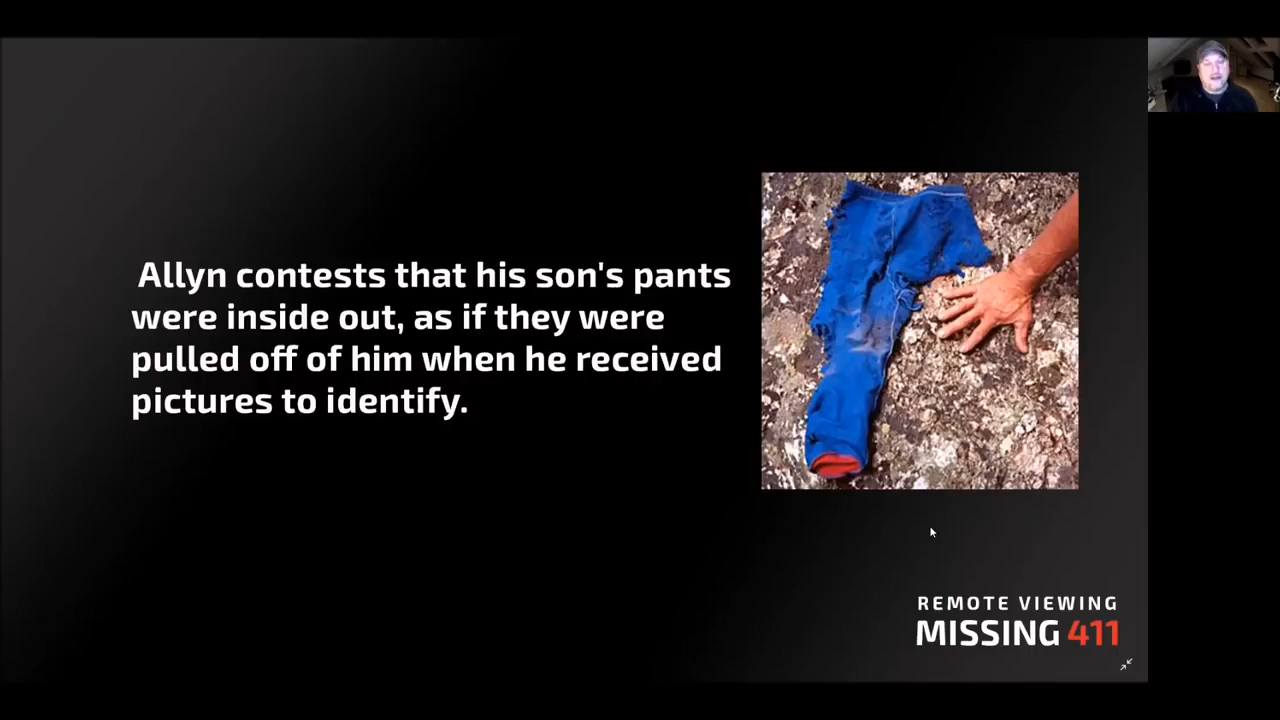 Allyn contests that his son's pants
were inside out, as if they were
pulled off of him when he received
pictures to identify.
REMOTE VIEWING
MISSING 411